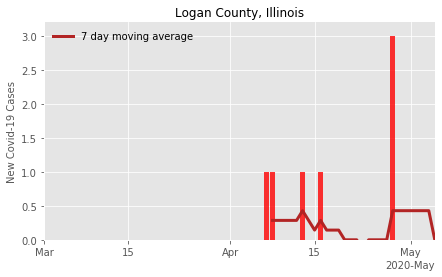 Logan County, Illinois
7 day moving average
New Covid-19 Cases
3.0
2.5
2.0
1.5
1.0
0.5
0.0
Mar 15 Apr 15 May
2020-May